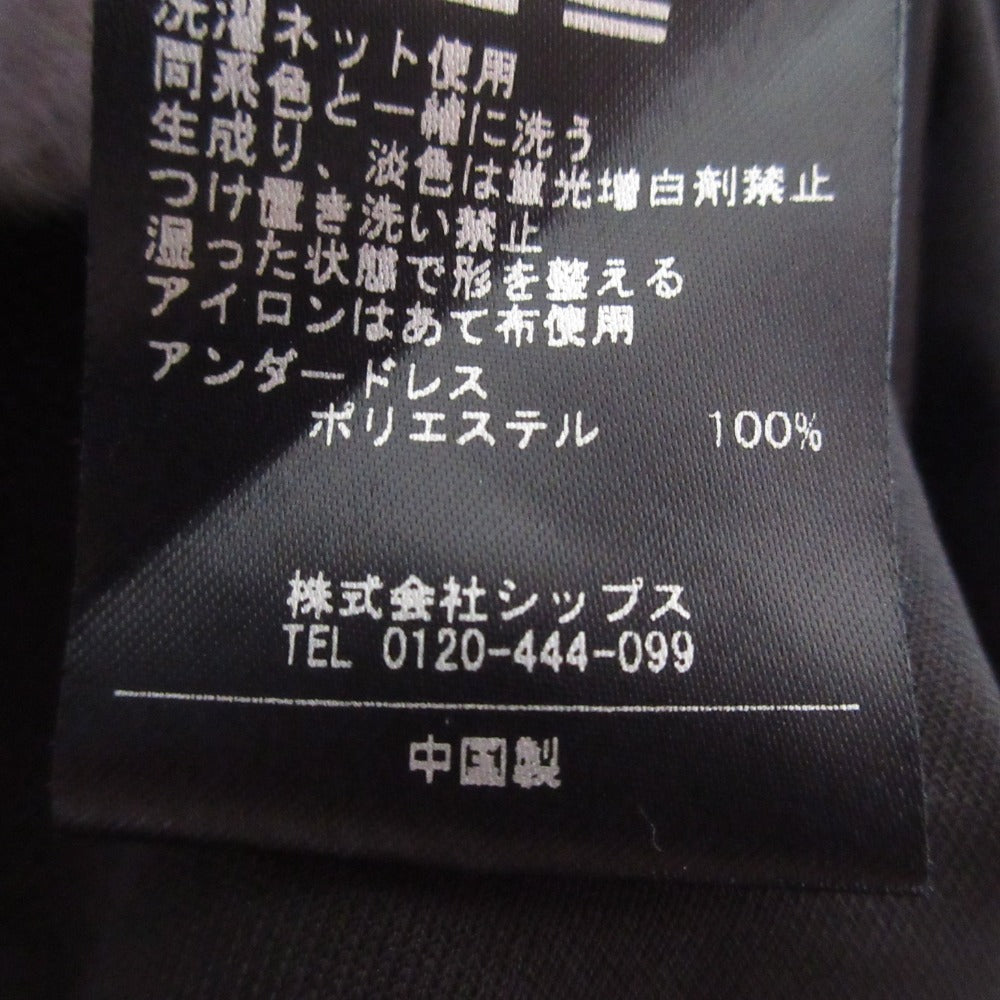 洗濯ネット使用
同系色と一緒に洗う
生成り、淡色は蛍光増白剤禁止
つけ置き洗い禁止
湿った状態で形を整える
アイロンはあて布使用
アンダードレス
ポリエステル 100%
株式会社シップス
TEL 0120-444-099
中国製